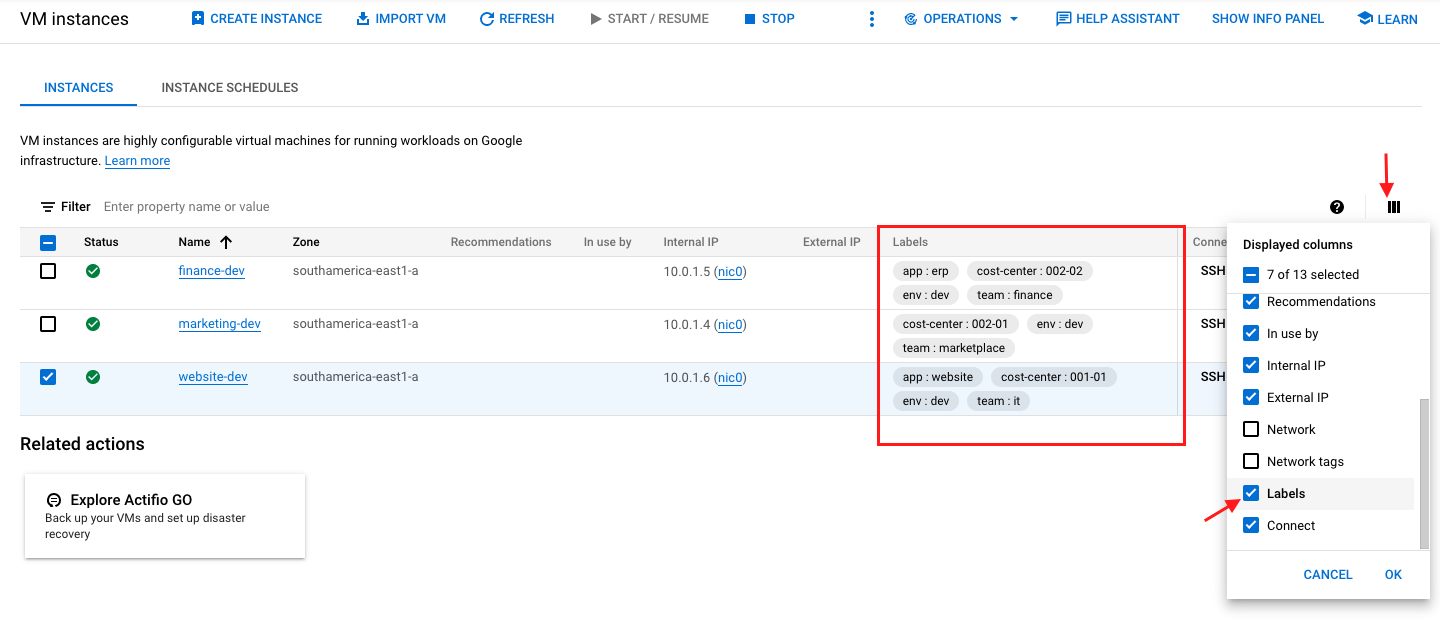 VM instances
CREATE INSTANCE
IMPORT VM
REFRESH
START / RESUME
STOP
OPERATIONS
HELP ASSISTANT
SHOW INFO PANEL
LEARN
INSTANCES
INSTANCE SCHEDULES
VM instances are highly configurable virtual machines for running workloads on Google
infrastructure. Learn more
Filter Enter property name or value
Status Name Zone Recommendations In use by Internal IP External IP Labels Conne
finance-dev southamerica-east1-a 10.0.1.5 (nic0) app : erp cost-center : 002-02 SSH
env : dev team : finance
marketing-dev southamerica-east1-a 10.0.1.4 (nic0) cost-center : 002-01 env : dev SSH
team : marketplace
website-dev southamerica-east1-a 10.0.1.6 (nic0) app : website cost-center : 001-01 SSH
env : dev team : it
Related actions
Explore Actifio GO
Back up your VMs and set up disaster
recovery
Displayed columns
7 of 13 selected
Recommendations
In use by
Internal IP
External IP
Network
Network tags
Labels
Connect
CANCEL OK